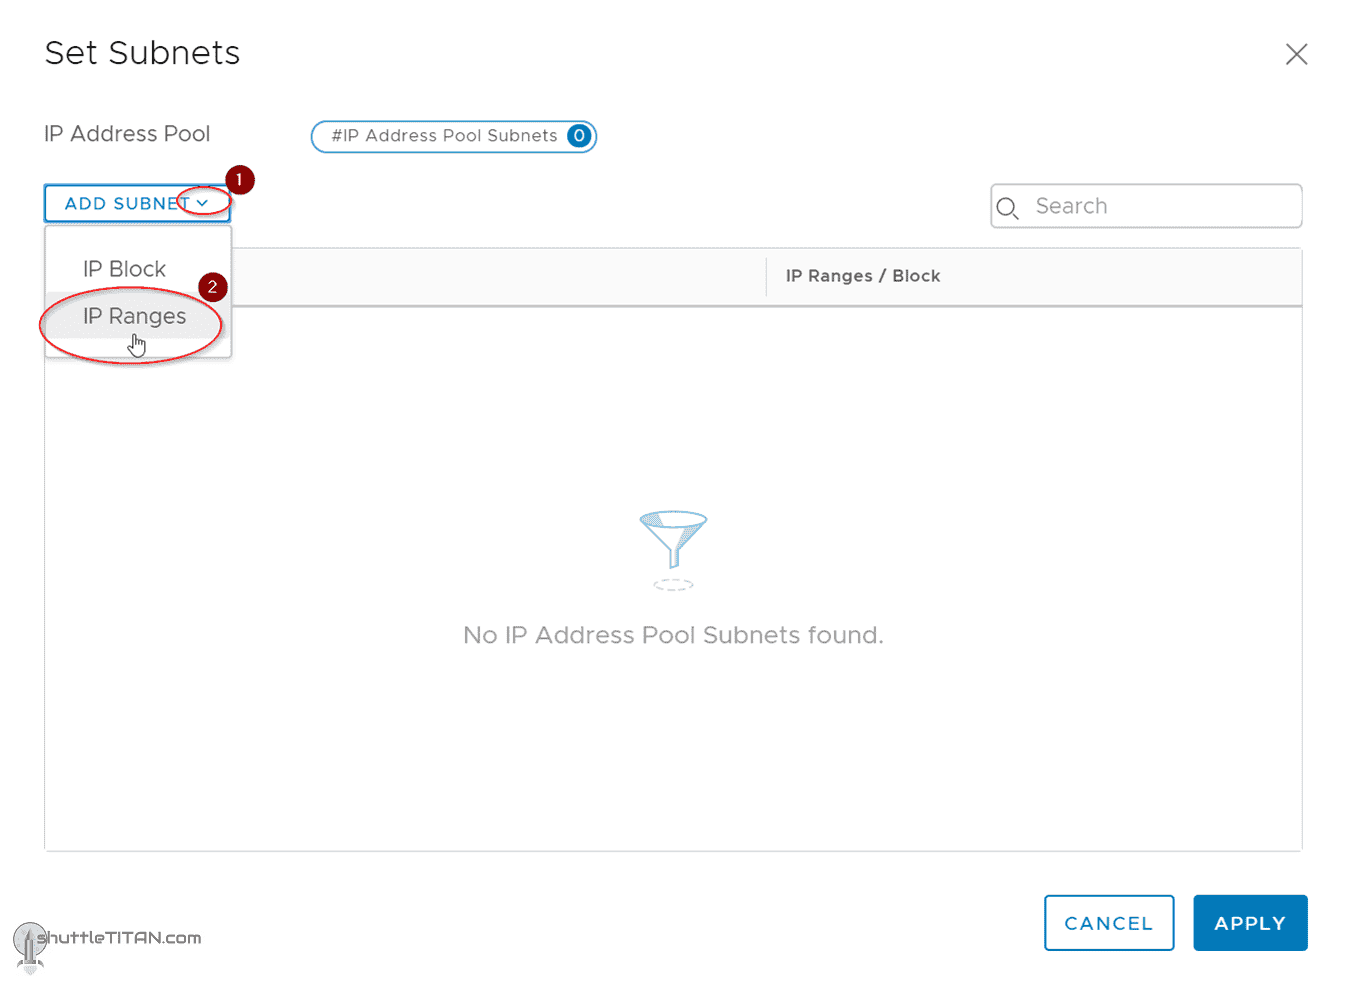 Set Subnets
IP Address Pool
#IP Address Pool Subnets 0
1
ADD SUBNET
Search
IP Block
2
IP Ranges
IP Ranges / Block
No IP Address Pool Subnets found.
CANCEL
APPLY
shuttleTITAN.com